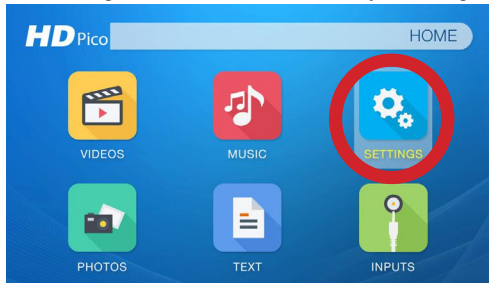 HD Pico
HOME
VIDEOS
MUSIC
SETTINGS
PHOTOS
TEXT
INPUTS